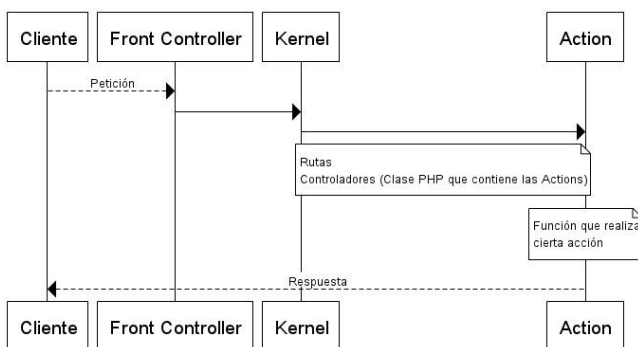 Cliente
Front Controller
Kernel
Action
Petición
Rutas
Controladores (Clase PHP que contiene las Actions)
Función que realiza
cierta acción
Respuesta
Cliente
Front Controller
Kernel
Action